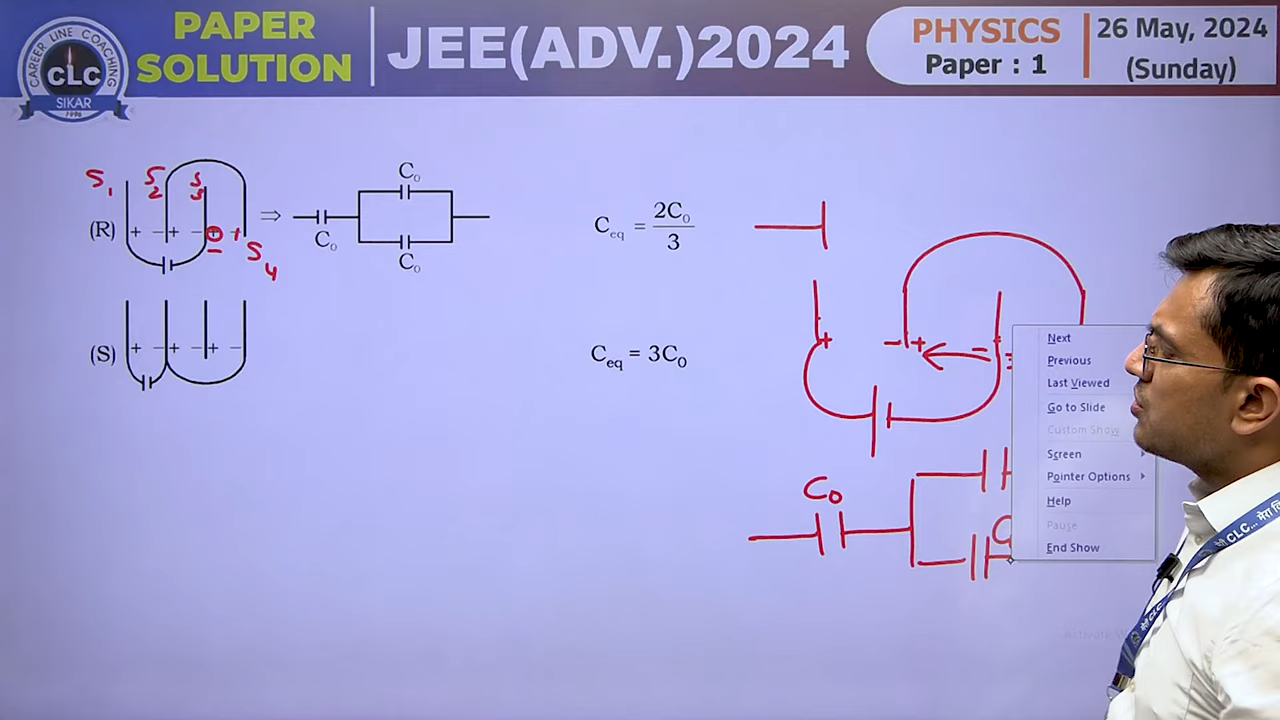 CAREER LINE COACHING
CLC
SIKAR
1996
PAPER
SOLUTION
JEE(ADV.)2024
PHYSICS
Paper : 1
26 May, 2024
(Sunday)
S1 S2 S3
(R) + - + - + ⇒
- S4
C0
C0
C0
Ceq = 2C0/3
(S) + - + - + -
Ceq = 3C0
+ - + -
C0
C
Next
Previous
Last Viewed
Go to Slide
Custom Show
Screen
Pointer Options
Help
Pause
End Show
CLC...